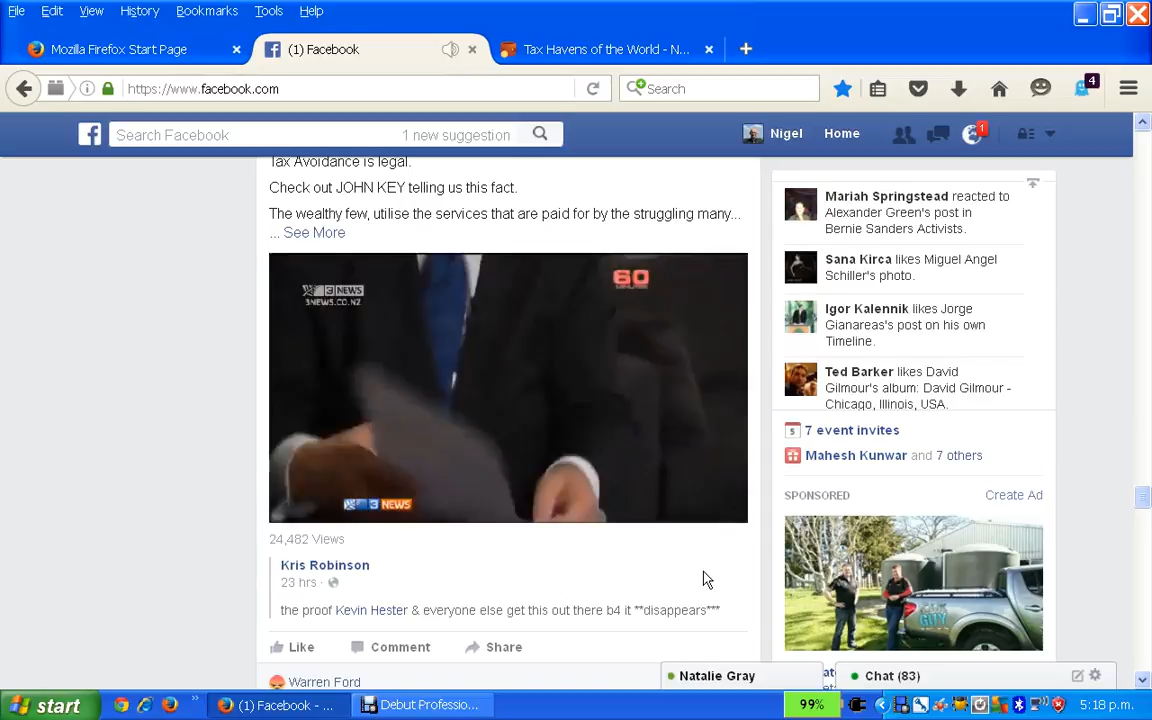 File Edit View History Bookmarks Tools Help
Mozilla Firefox Start Page
(1) Facebook
Tax Havens of the World - N...
https://www.facebook.com
Search
4
Search Facebook
1 new suggestion
Nigel
Home
1
Tax Avoidance is legal.
Check out JOHN KEY telling us this fact.
The wealthy few, utilise the services that are paid for by the struggling many...
... See More
3 NEWS
3NEWS.CO.NZ
60
MINUTES
3 NEWS
24,482 Views
Kris Robinson
23 hrs ·
the proof Kevin Hester & everyone else get this out there b4 it **disappears***
Like Comment Share
Warren Ford
Mariah Springstead reacted to
Alexander Green's post in
Bernie Sanders Activists.
Sana Kirca likes Miguel Angel
Schiller's photo.
Igor Kalennik likes Jorge
Gianareas's post on his own
Timeline.
Ted Barker likes David
Gilmour's album: David Gilmour -
Chicago, Illinois, USA.
5
7 event invites
Mahesh Kunwar and 7 others
SPONSORED
Create Ad
GUY
Natalie Gray
Chat (83)
start
(1) Facebook - ...
Debut Professio...
99%
5:18 p.m.